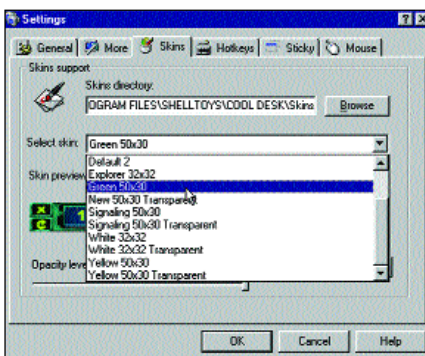 Settings
General More Skins Hotkeys Sticky Mouse
Skins support
Skins directory:
OGRAM FILES\SHELLTOYS\COOL DESK\Skins Browse
Select skin: Green 50x30
Default 2
Skin preview Explorer 32x32
Green 50x30
New 50x30 Transparent
Signaling 50x30
Signaling 50x30 Transparent
White 32x32
White 32x32 Transparent
Opacity leve Yellow 50x30
Yellow 50x30 Transparent
OK Cancel Help